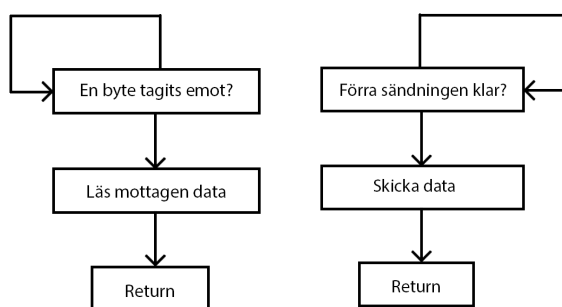 En byte tagits emot?
Läs mottagen data
Return
Förra sändningen klar?
Skicka data
Return